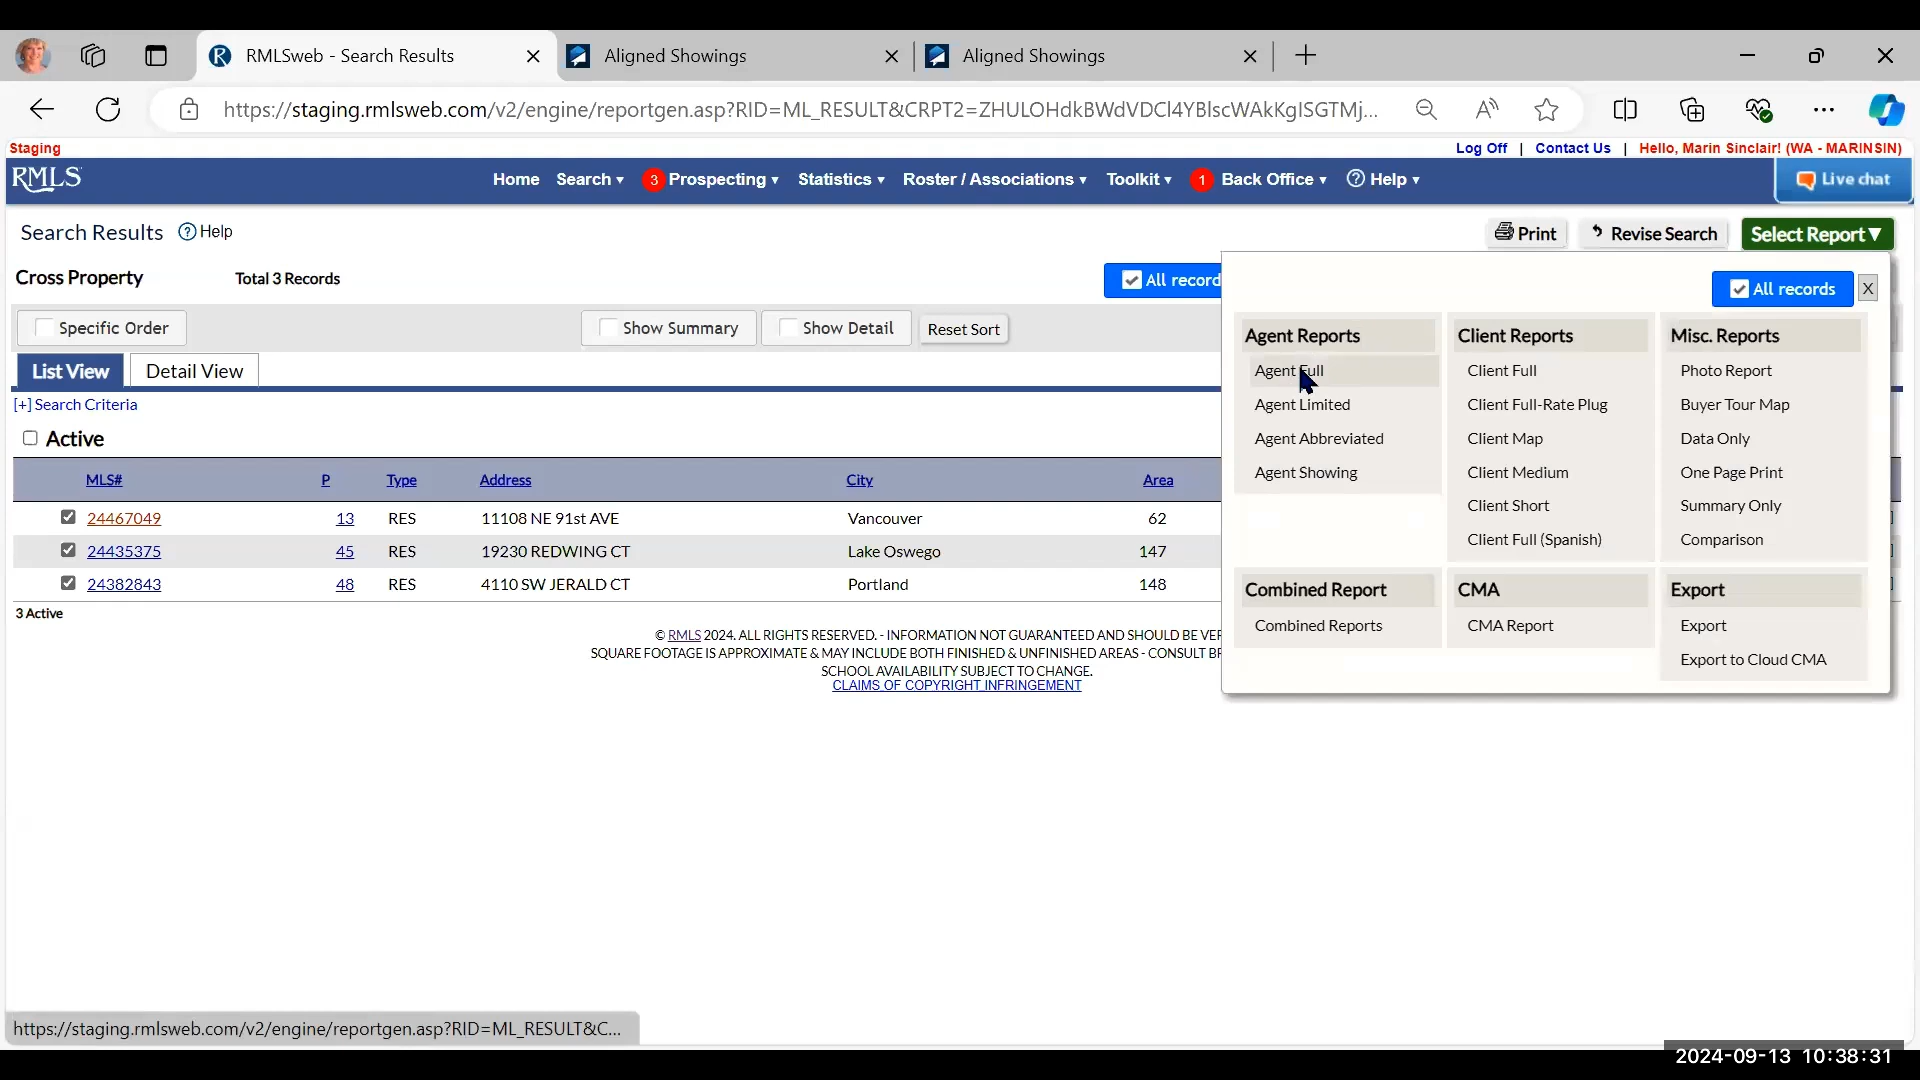 RMLSweb - Search Results
Aligned Showings
Aligned Showings
https://staging.rmlsweb.com/v2/engine/reportgen.asp?RID=ML_RESULT&CRPT2=ZHULOHdkBWdVDCl4YBlscWAkKglSGTMj...
Staging
Log Off | Contact Us | Hello, Marin Sinclair! (WA - MARINSIN)
RMLS
Home Search ▾ 3 Prospecting ▾ Statistics ▾ Roster / Associations ▾ Toolkit ▾ 1 Back Office ▾ ? Help ▾
Live chat
Search Results ? Help
Print Revise Search Select Report▼
Cross Property Total 3 Records
All record
All records X
Specific Order Show Summary Show Detail Reset Sort
List View Detail View
[+] Search Criteria
Active
MLS# P Type Address City Area
24467049 13 RES 11108 NE 91st AVE Vancouver 62
24435375 45 RES 19230 REDWING CT Lake Oswego 147
24382843 48 RES 4110 SW JERALD CT Portland 148
3 Active
© RMLS 2024. ALL RIGHTS RESERVED. - INFORMATION NOT GUARANTEED AND SHOULD BE VER
SQUARE FOOTAGE IS APPROXIMATE & MAY INCLUDE BOTH FINISHED & UNFINISHED AREAS - CONSULT BR
SCHOOL AVAILABILITY SUBJECT TO CHANGE.
CLAIMS OF COPYRIGHT INFRINGEMENT
Agent Reports
Agent Full
Agent Limited
Agent Abbreviated
Agent Showing
Client Reports
Client Full
Client Full-Rate Plug
Client Map
Client Medium
Client Short
Client Full (Spanish)
Misc. Reports
Photo Report
Buyer Tour Map
Data Only
One Page Print
Summary Only
Comparison
Combined Report
Combined Reports
CMA
CMA Report
Export
Export
Export to Cloud CMA
https://staging.rmlsweb.com/v2/engine/reportgen.asp?RID=ML_RESULT&C...
2024-09-13 10:38:31